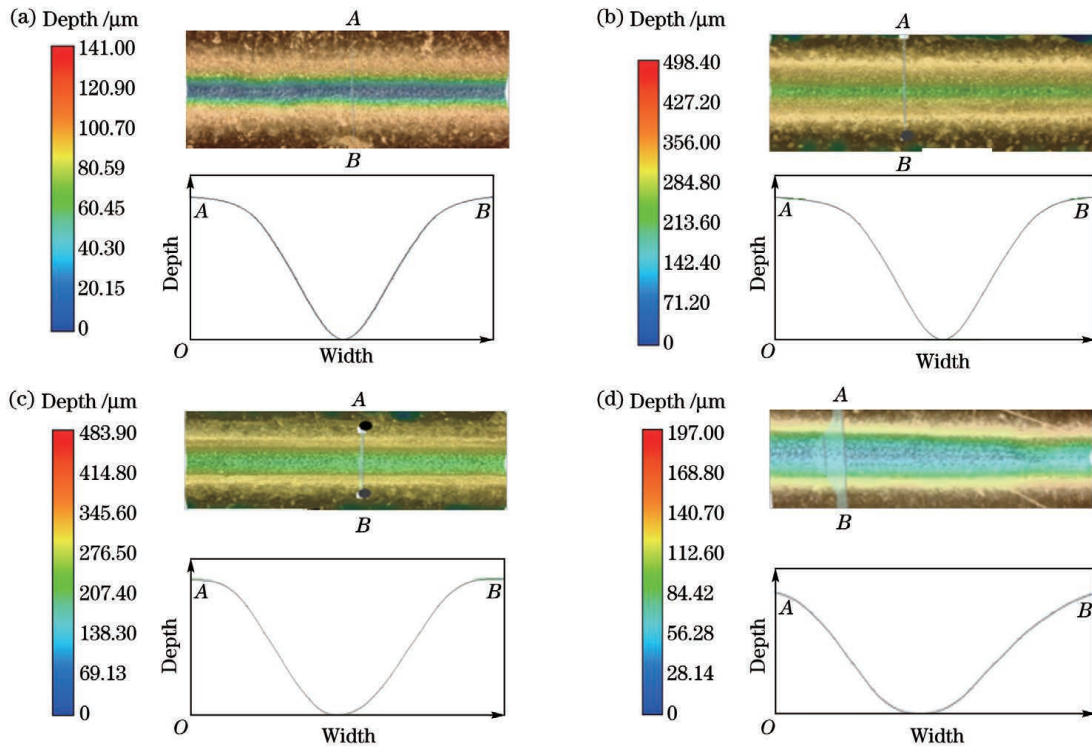 (a) Depth /μm
141.00
120.90
100.70
80.59
60.45
40.30
20.15
0
A
B
A
B
Depth
O
Width
(b) Depth /μm
498.40
427.20
356.00
284.80
213.60
142.40
71.20
0
A
B
A
B
Depth
O
Width
(c) Depth /μm
483.90
414.80
345.60
276.50
207.40
138.30
69.13
0
A
B
A
B
Depth
O
Width
(d) Depth /μm
197.00
168.80
140.70
112.60
84.42
56.28
28.14
0
A
B
A
B
Depth
O
Width